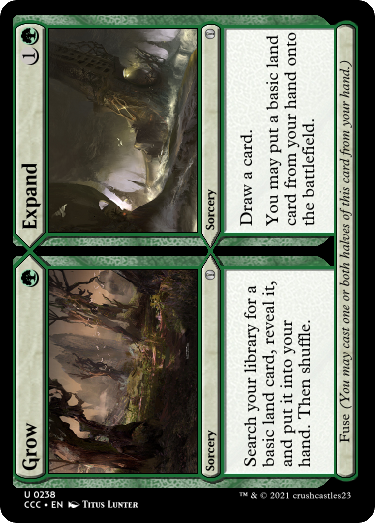 Grow
Sorcery
Search your library for a
basic land card, reveal it,
and put it into your
hand. Then shuffle.
Expand
Sorcery
Draw a card.
You may put a basic land
card from your hand onto
the battlefield.
Fuse (You may cast one or both halves of this card from your hand.)
U 0238
CCC • EN Titus Lunter
™ & © 2021 crushcastles23